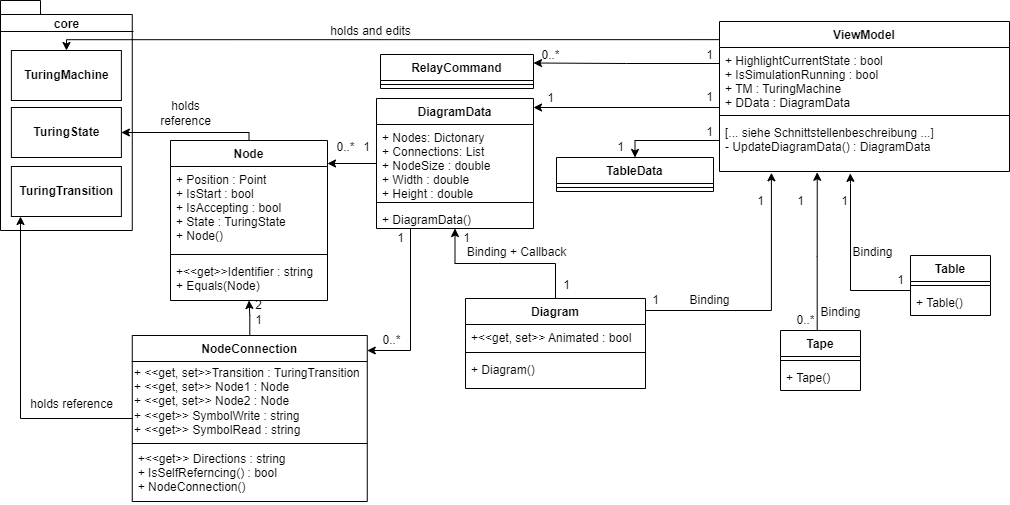 core
TuringMachine
TuringState
TuringTransition
holds and edits
ViewModel
+ HighlightCurrentState : bool
+ IsSimulationRunning : bool
+ TM : TuringMachine
+ DData : DiagramData
[... siehe Schnittstellenbeschreibung ...]
- UpdateDiagramData() : DiagramData
RelayCommand
0..*
1
DiagramData
+ Nodes: Dictonary
+ Connections: List
+ NodeSize : double
+ Width : double
+ Height : double
+ DiagramData()
1
1
TableData
1
1
holds
reference
Node
+ Position : Point
+ IsStart : bool
+ IsAccepting : bool
+ State : TuringState
+ Node()
+<<get>>Identifier : string
+ Equals(Node)
0..*
1
2
1
NodeConnection
+ <<get, set>>Transition : TuringTransition
+ <<get, set>> Node1 : Node
+ <<get, set>> Node2 : Node
+ <<get>> SymbolWrite : string
+ <<get>> SymbolRead : string
+<<get>> Directions : string
+ IsSelfReferncing() : bool
+ NodeConnection()
holds reference
1
0..*
1
Binding + Callback
1
Diagram
+<<get, set>> Animated : bool
+ Diagram()
1
Binding
1
1
0..*
Binding
Tape
+ Tape()
1
Binding
1
Table
+ Table()